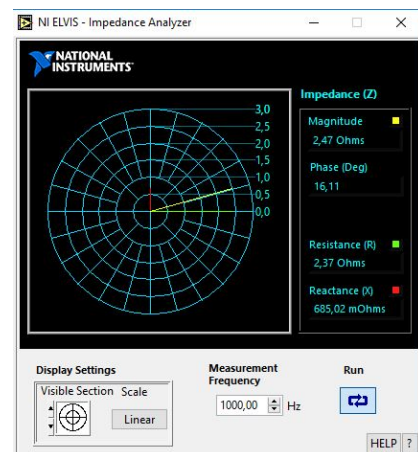 NI ELVIS - Impedance Analyzer
NATIONAL
INSTRUMENTS
3,0
2,5
2,0
1,5
1,0
0,5
0,0
Impedance (Z)
Magnitude
2,47 Ohms
Phase (Deg)
16,11
Resistance (R)
2,37 Ohms
Reactance (X)
685,02 mOhms
Display Settings
Visible Section Scale
Linear
Measurement
Frequency
1000,00 Hz
Run
HELP ?